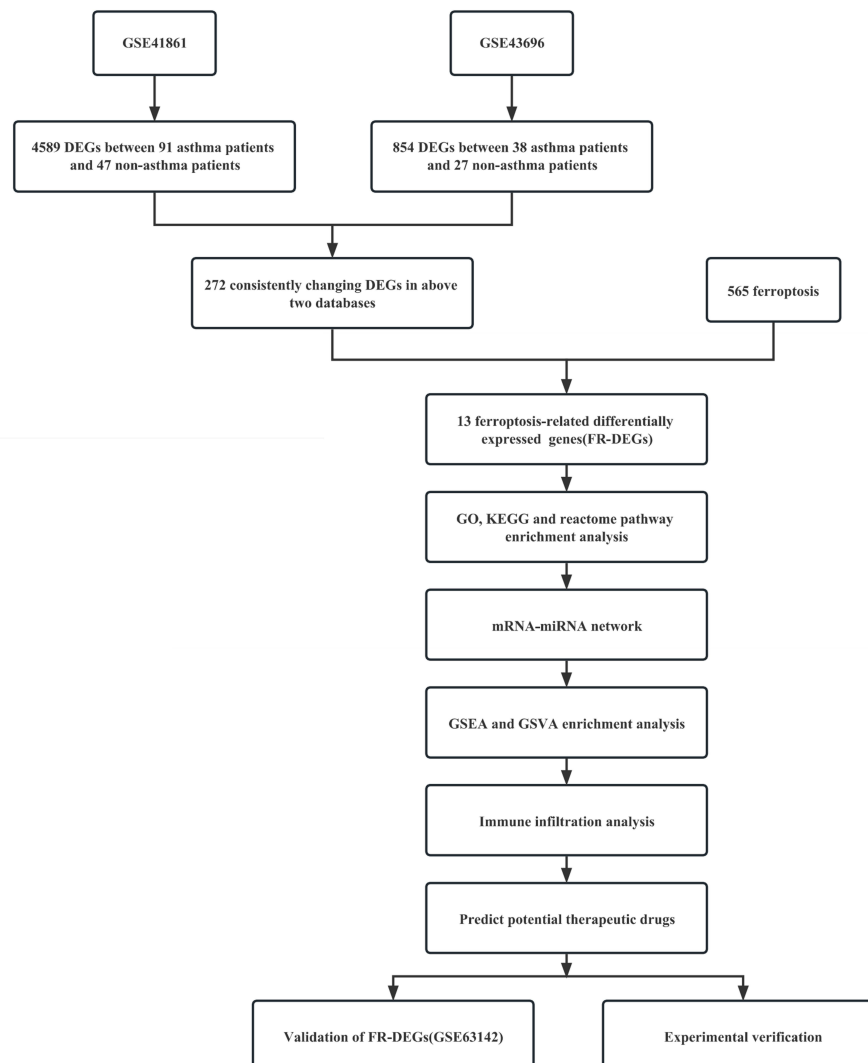 GSE41861
GSE43696
4589 DEGs between 91 asthma patients
and 47 non-asthma patients
854 DEGs between 38 asthma patients
and 27 non-asthma patients
272 consistently changing DEGs in above
two databases
565 ferroptosis
13 ferroptosis-related differentially
expressed genes(FR-DEGs)
GO, KEGG and reactome pathway
enrichment analysis
mRNA-miRNA network
GSEA and GSVA enrichment analysis
Immune infiltration analysis
Predict potential therapeutic drugs
Validation of FR-DEGs(GSE63142)
Experimental verification